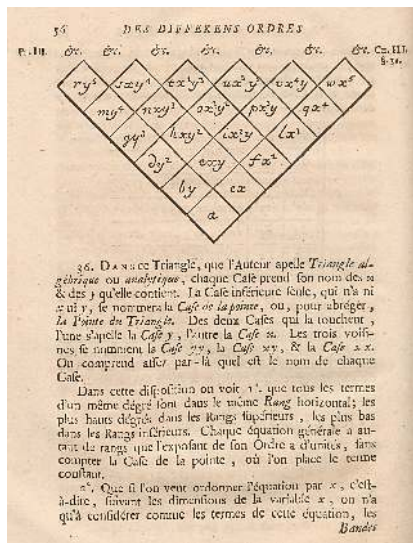 56 DES DIFFERENS ORDRES
Pl. III. &c. &c. &c. &c. &c. &c. &c. CH. III.
§. 36.
ry⁵ sxy⁴ tx²y³ ux³y² vx⁴y wx⁵
my⁴ nxy³ ox²y² px³y qx⁴
gy³ hxy² ix²y lx³
dy² exy fx²
by cx
a
36. DANS ce Triangle, que l'Auteur apelle Triangle al-
gébrique ou analytique, chaque Case prend son nom des x
& des y qu'elle contient. La Case inférieure seule, qui n'a ni
x ni y, se nommera la Case de la pointe, ou, pour abréger,
la Pointe du Triangle. Des deux Cases qui la touchent,
l'une s'apelle la Case y, l'autre la Case x. Les trois voisi-
nes se nomment la Case yy, la Case xy, & la Case xx.
On comprend assés par-là quel est le nom de chaque
Case.
Dans cette disposition on voit 1°. que tous les termes
d'un même dégré sont dans le même Rang horizontal; les
plus hauts dégrés dans les Rangs supérieurs, les plus bas
dans les Rangs inférieurs. Chaque équation générale a au-
tant de rangs que l'exposant de son Ordre a d'unités, sans
compter la Case de la pointe, où l'on place le terme
constant.
2°. Que si l'on veut ordonner l'équation par x, c'est-
à-dire, suivant les dimensions de la variable x, on n'a
qu'à considérer comme les termes de cette équation, les
Bandes